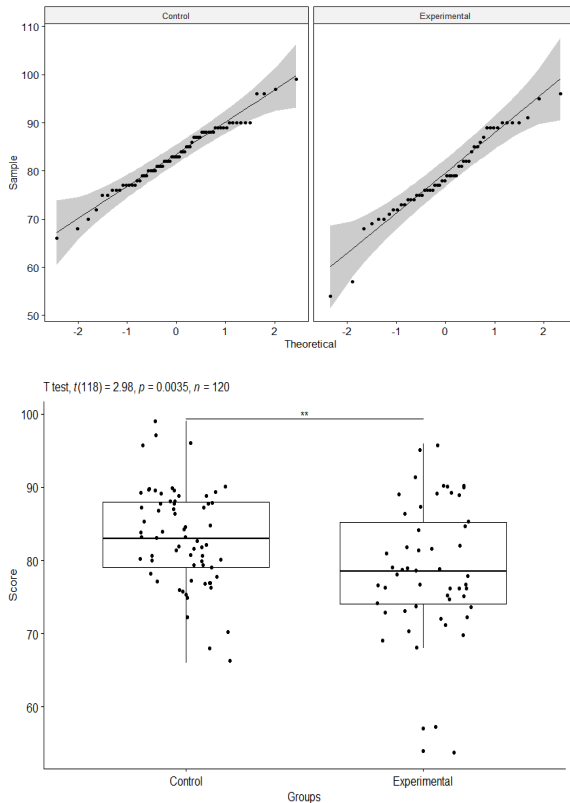 Control Experimental
110
100
90
80
70
60
50
Sample
-2 -1 0 1 2 -2 -1 0 1 2
Theoretical
T test, t(118) = 2.98, p = 0.0035, n = 120
**
100
90
80
70
60
Score
Control Experimental
Groups